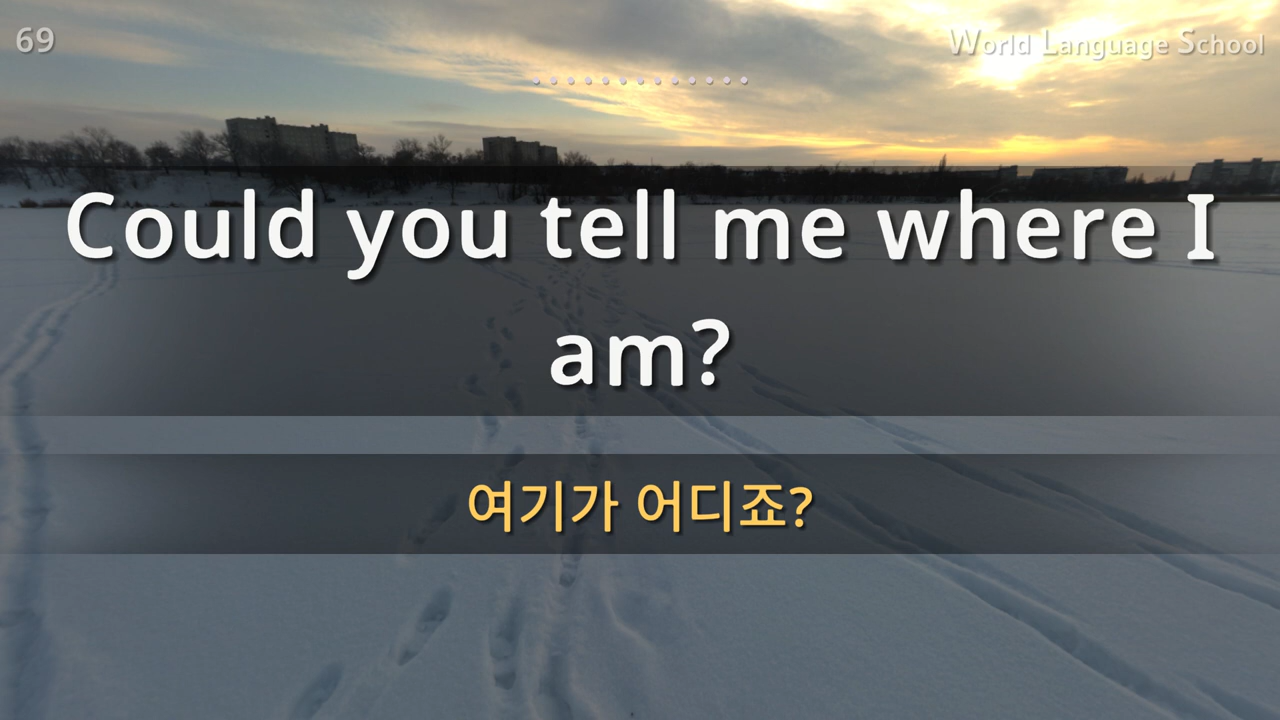 69
World Language School
Could you tell me where I
am?
여기가 어디죠?